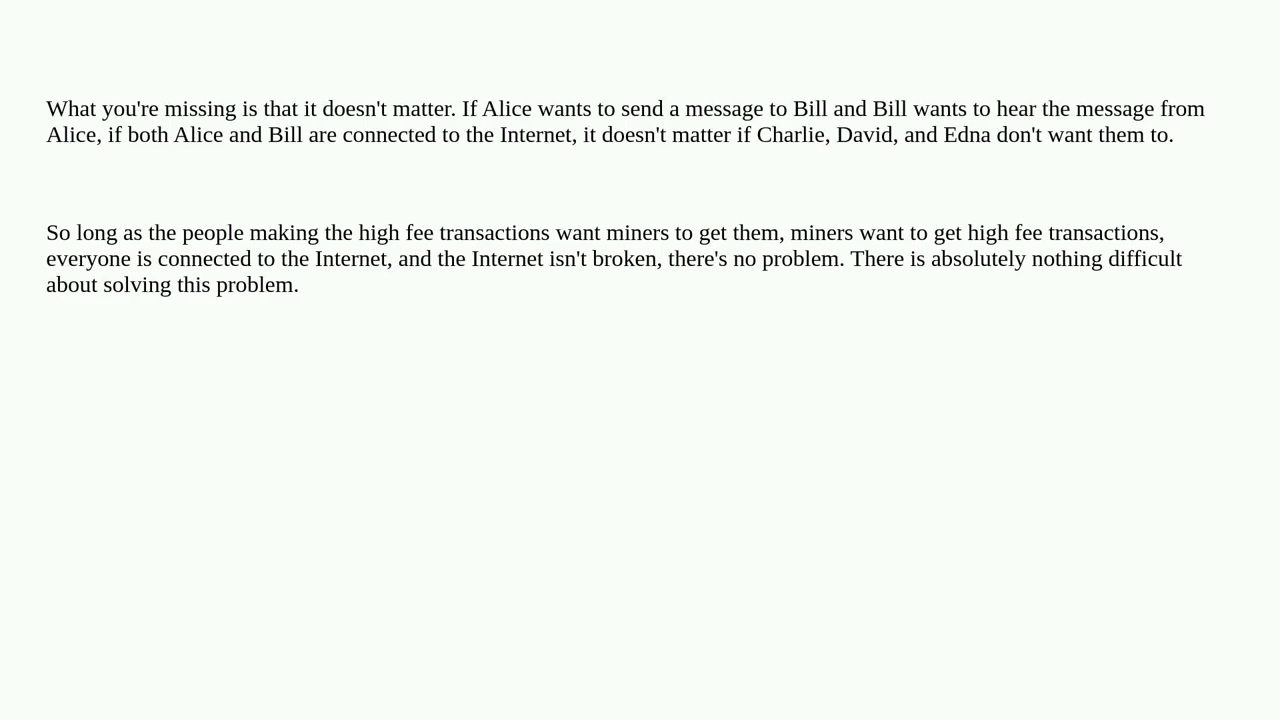 What you're missing is that it doesn't matter. If Alice wants to send a message to Bill and Bill wants to hear the message from
Alice, if both Alice and Bill are connected to the Internet, it doesn't matter if Charlie, David, and Edna don't want them to.
So long as the people making the high fee transactions want miners to get them, miners want to get high fee transactions,
everyone is connected to the Internet, and the Internet isn't broken, there's no problem. There is absolutely nothing difficult
about solving this problem.